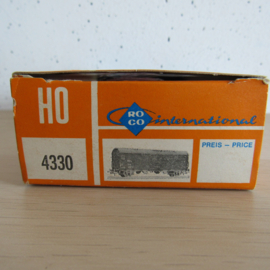 HO
ROCO international
4330
PREIS – PRICE